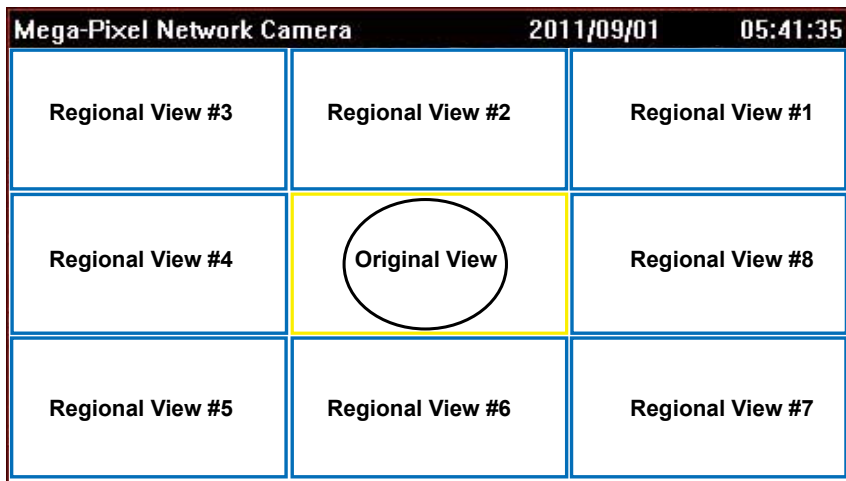 Mega-Pixel Network Camera 2011/09/01 05:41:35
Regional View #3 Regional View #2 Regional View #1
Regional View #4 Original View Regional View #8
Regional View #5 Regional View #6 Regional View #7